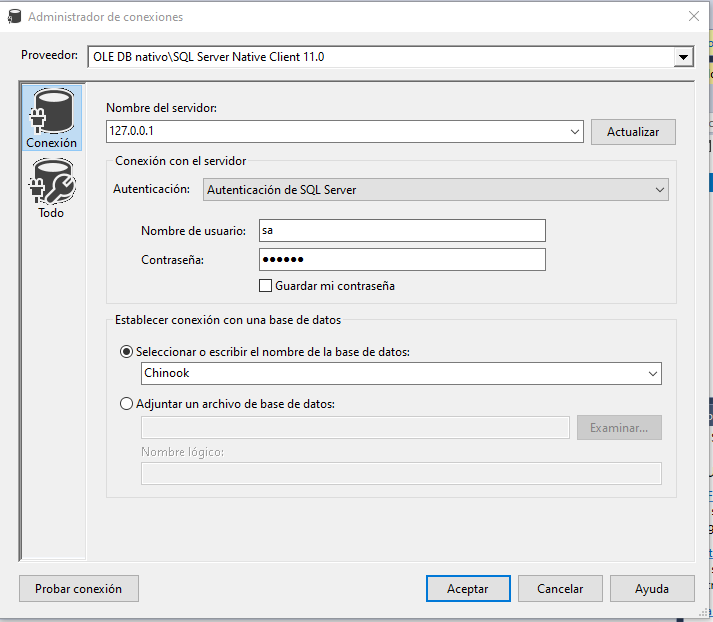 Administrador de conexiones
Proveedor: OLE DB nativo\SQL Server Native Client 11.0
Conexión
Todo
Nombre del servidor:
127.0.0.1 Actualizar
Conexión con el servidor
Autenticación: Autenticación de SQL Server
Nombre de usuario: sa
Contraseña: ●●●●●●
Guardar mi contraseña
Establecer conexión con una base de datos
Seleccionar o escribir el nombre de la base de datos:
Chinook
Adjuntar un archivo de base de datos:
Examinar...
Nombre lógico:
Probar conexión Aceptar Cancelar Ayuda